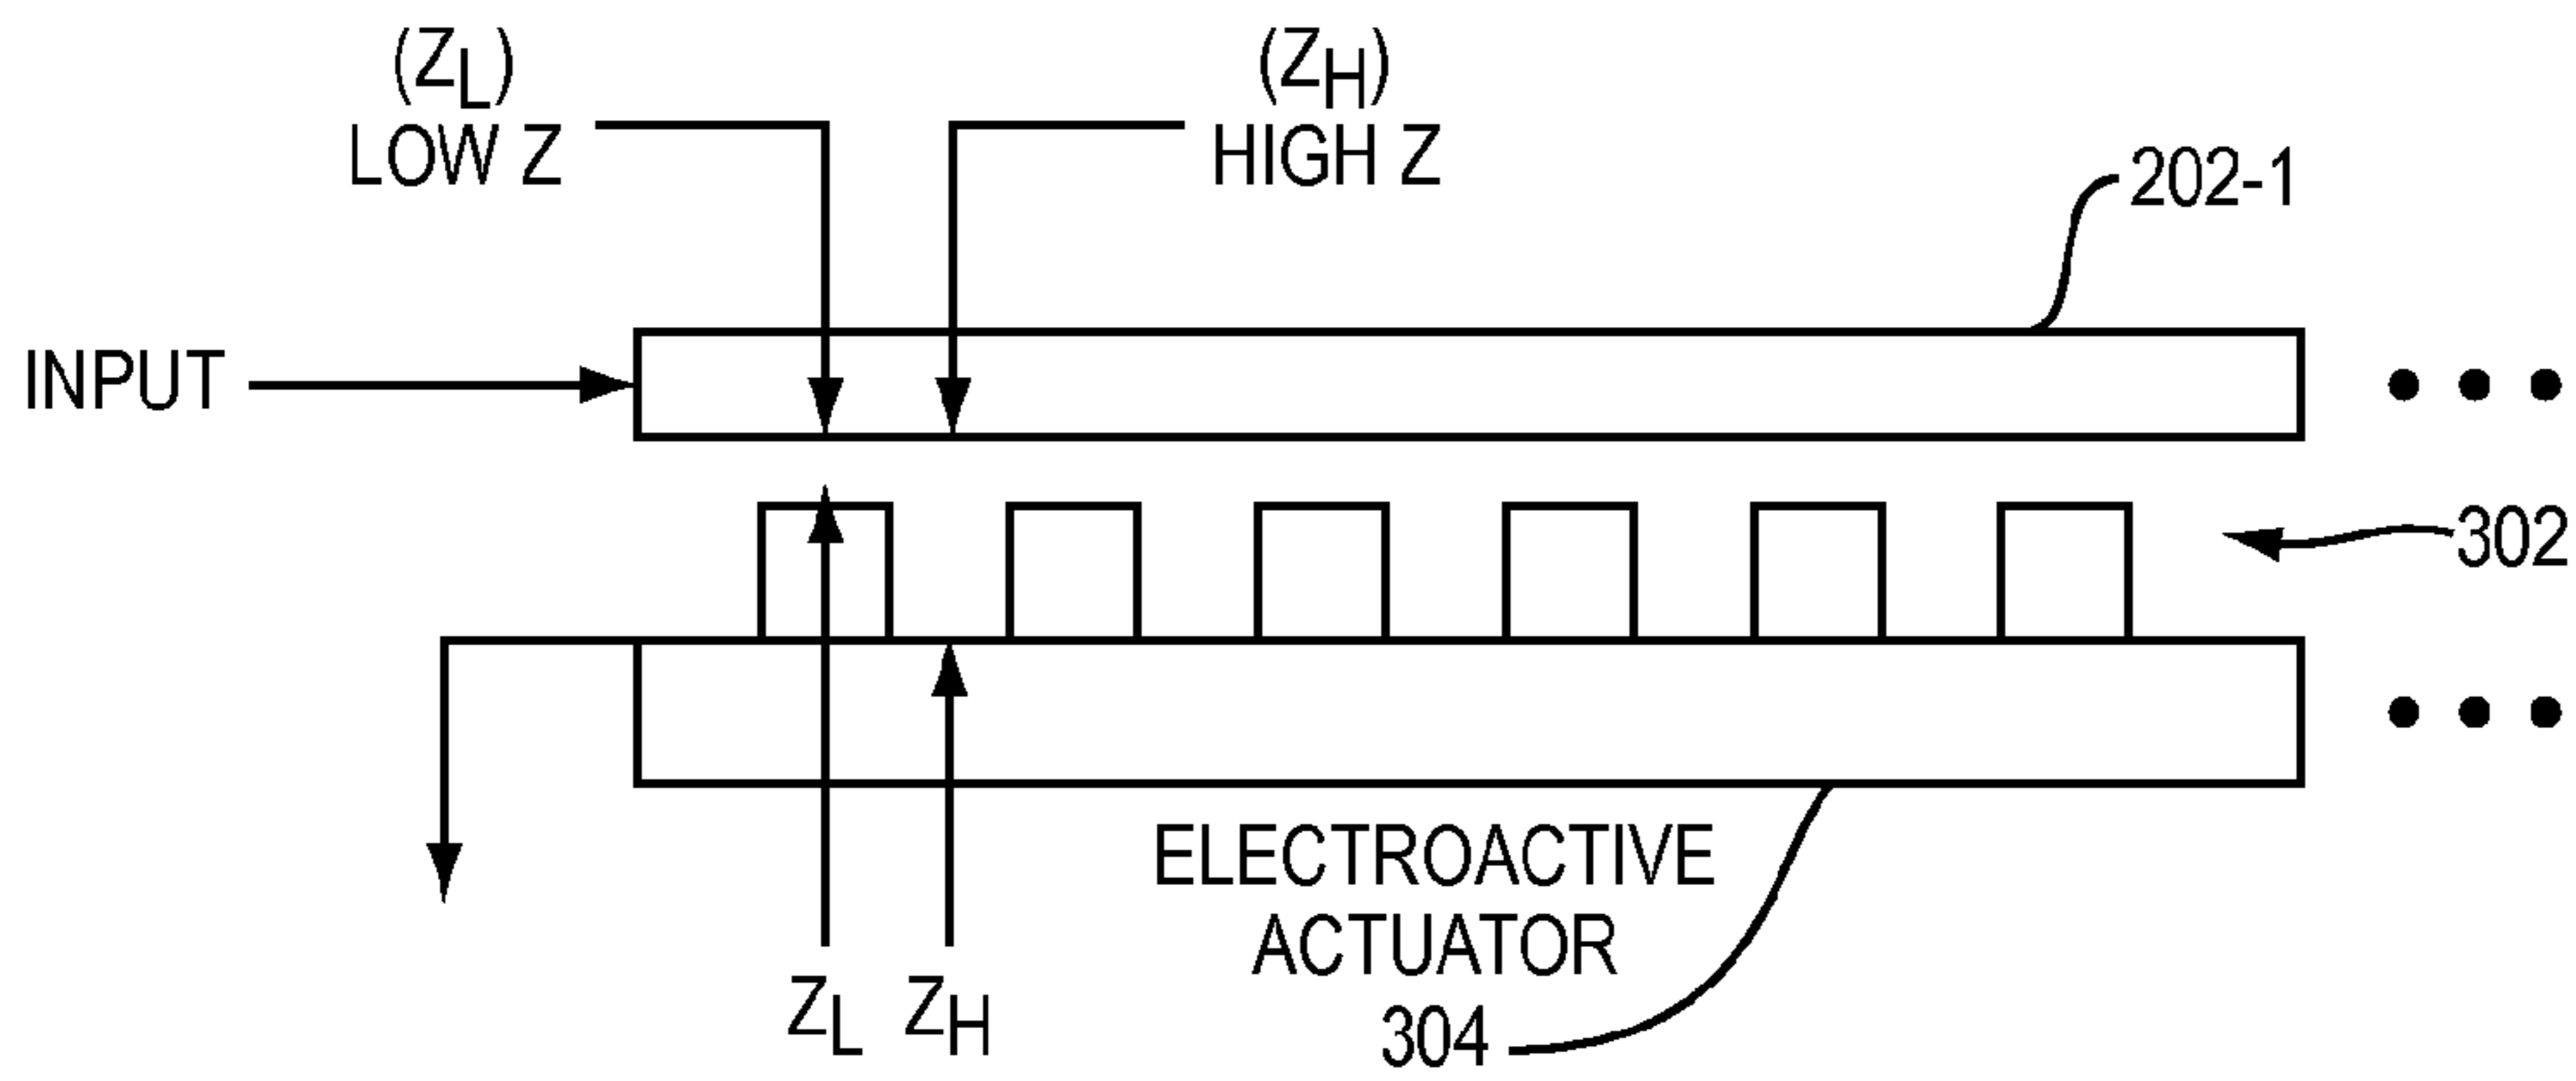 (ZL)
LOW Z
(ZH)
HIGH Z
202-1
INPUT
302
ELECTROACTIVE
ACTUATOR
304
ZL
ZH